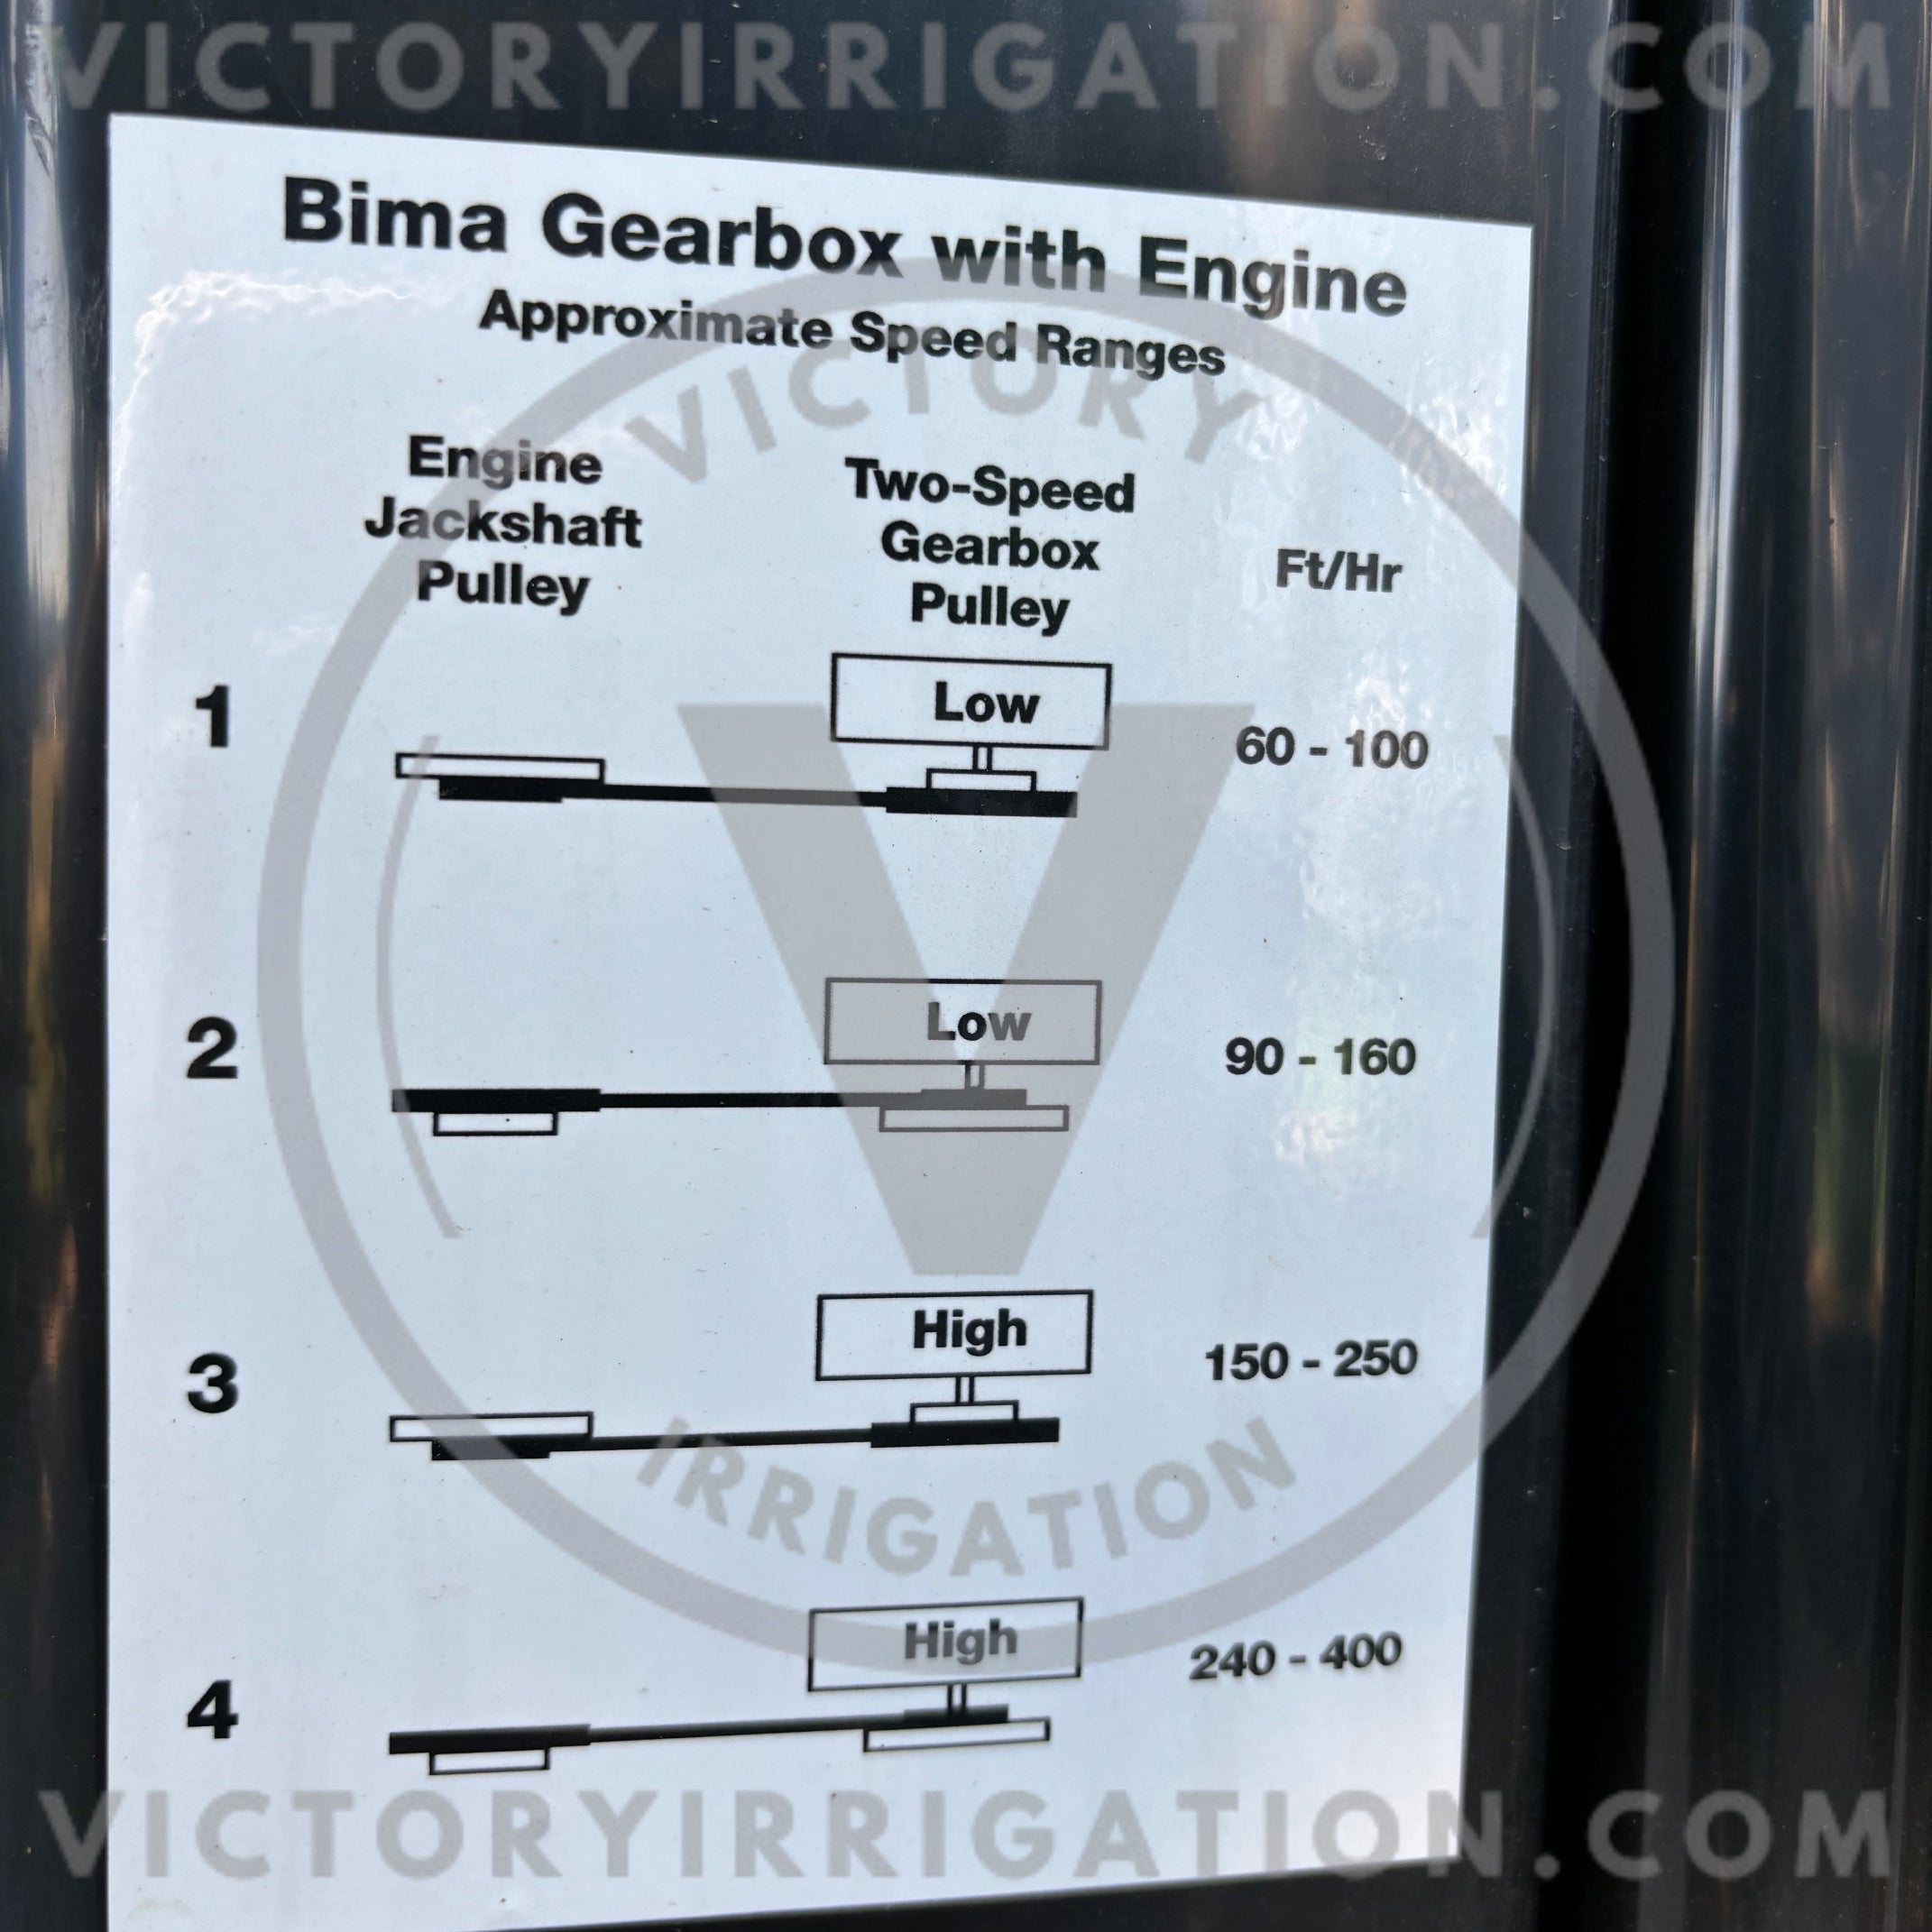 VICTORYIRRIGATION.COM
Bima Gearbox with Engine
Approximate Speed Ranges
Engine
Jackshaft
Pulley
Two-Speed
Gearbox
Pulley
Ft/Hr
VICTORY
1
Low
60 - 100
2
Low
90 - 160
V
3
High
150 - 250
IRRIGATION
4
High
240 - 400
VICTORYIRRIGATION.COM